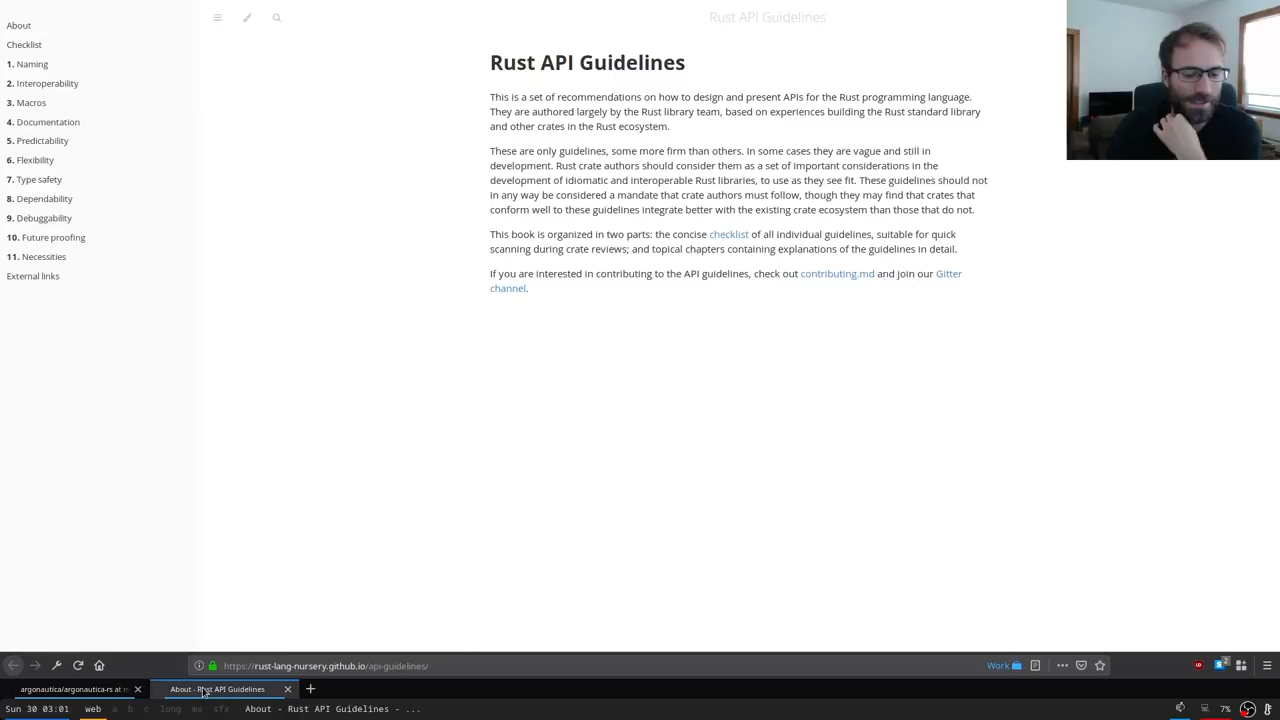 About
Checklist
1. Naming
2. Interoperability
3. Macros
4. Documentation
5. Predictability
6. Flexibility
7. Type safety
8. Dependability
9. Debuggability
10. Future proofing
11. Necessities
External links
Rust API Guidelines
Rust API Guidelines
This is a set of recommendations on how to design and present APIs for the Rust programming language.
They are authored largely by the Rust library team, based on experiences building the Rust standard library
and other crates in the Rust ecosystem.
These are only guidelines, some more firm than others. In some cases they are vague and still in
development. Rust crate authors should consider them as a set of important considerations in the
development of idiomatic and interoperable Rust libraries, to use as they see fit. These guidelines should not
in any way be considered a mandate that crate authors must follow, though they may find that crates that
conform well to these guidelines integrate better with the existing crate ecosystem than those that do not.
This book is organized in two parts: the concise checklist of all individual guidelines, suitable for quick
scanning during crate reviews; and topical chapters containing explanations of the guidelines in detail.
If you are interested in contributing to the API guidelines, check out contributing.md and join our Gitter
channel.
https://rust-lang-nursery.github.io/api-guidelines/
Work
2
argonautica/argonautica-rs at m
About - Rust API Guidelines
Sun 30 03:01 web a b c long mx sfx About - Rust API Guidelines - ...
7%